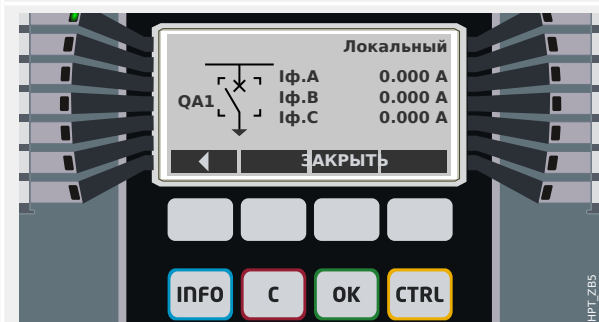 Локальный
QA1
Iф.A 0.000 A
Iф.B 0.000 A
Iф.C 0.000 A
ЗАКРЫТЬ
INFO
C
OK
CTRL
HPT_ZB5